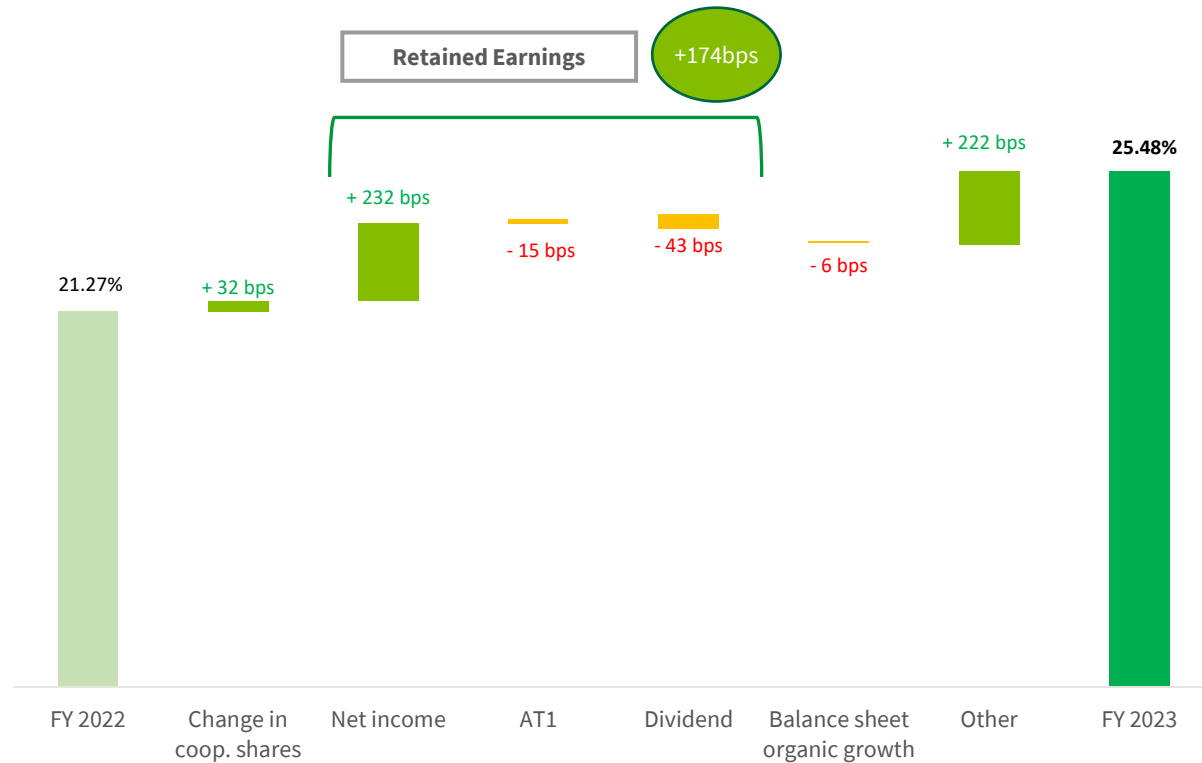 Retained Earnings
+174bps
+ 222 bps
25.48%
+ 232 bps
- 15 bps
- 43 bps
- 6 bps
21.27%
+ 32 bps
FY 2022
Change in
coop. shares
Net income
AT1
Dividend
Balance sheet
organic growth
Other
FY 2023